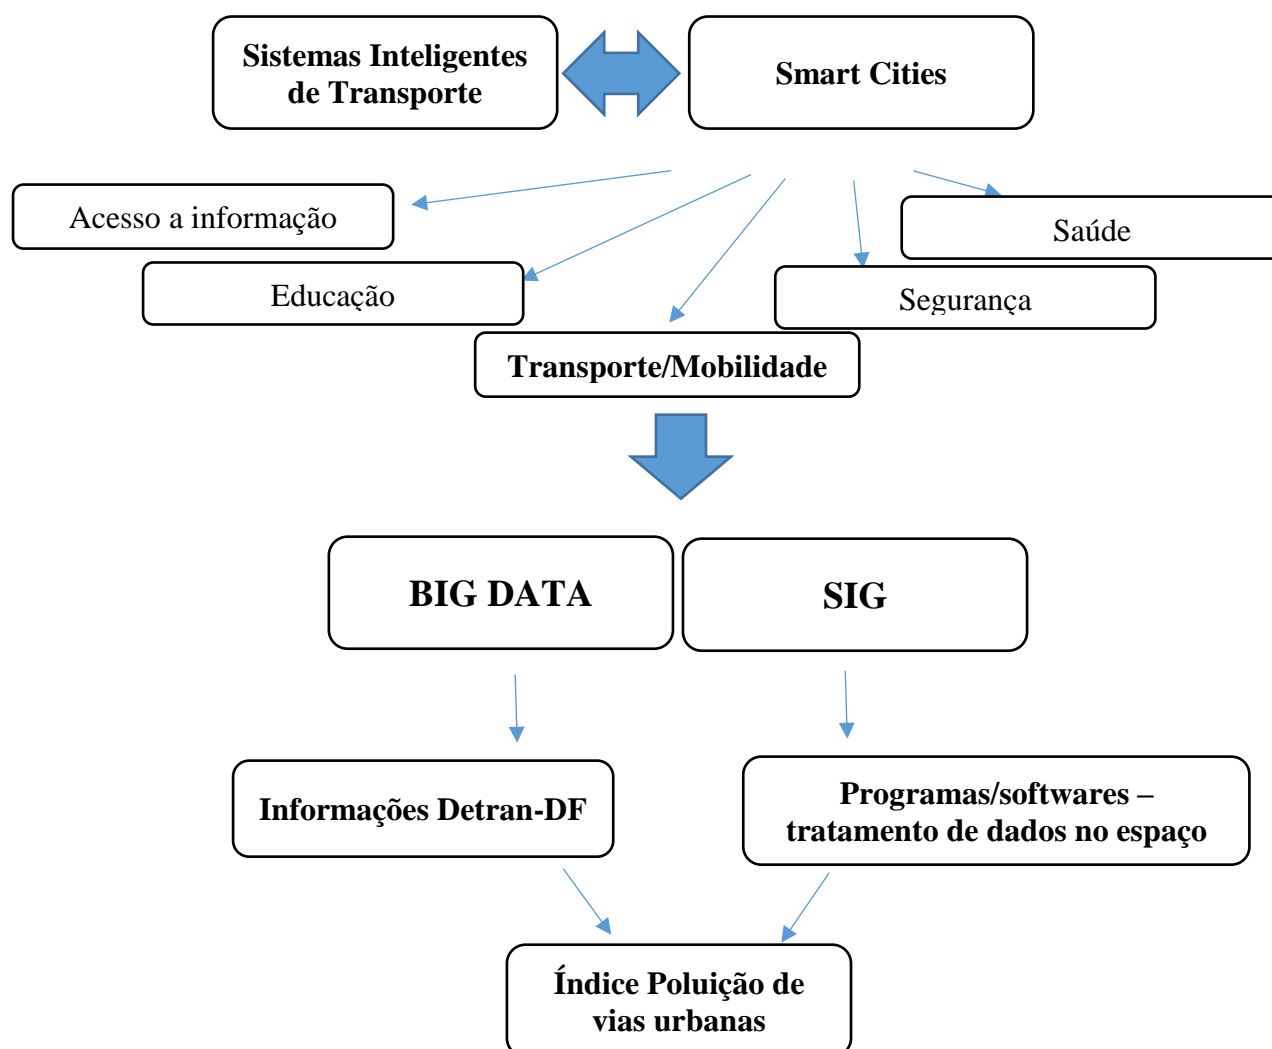 Sistemas Inteligentes
de Transporte
Smart Cities
Acesso a informação
Saúde
Educação
Segurança
Transporte/Mobilidade
BIG DATA
SIG
Informações Detran-DF
Programas/softwares –
tratamento de dados no espaço
Índice Poluição de
vias urbanas